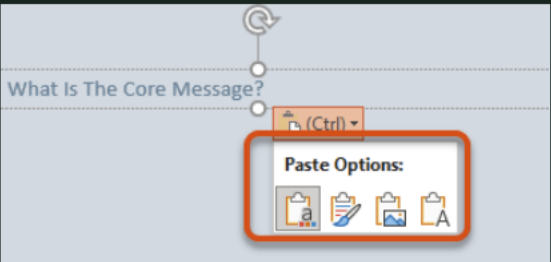 What Is The Core Message?
(Ctrl)
Paste Options:
a
A